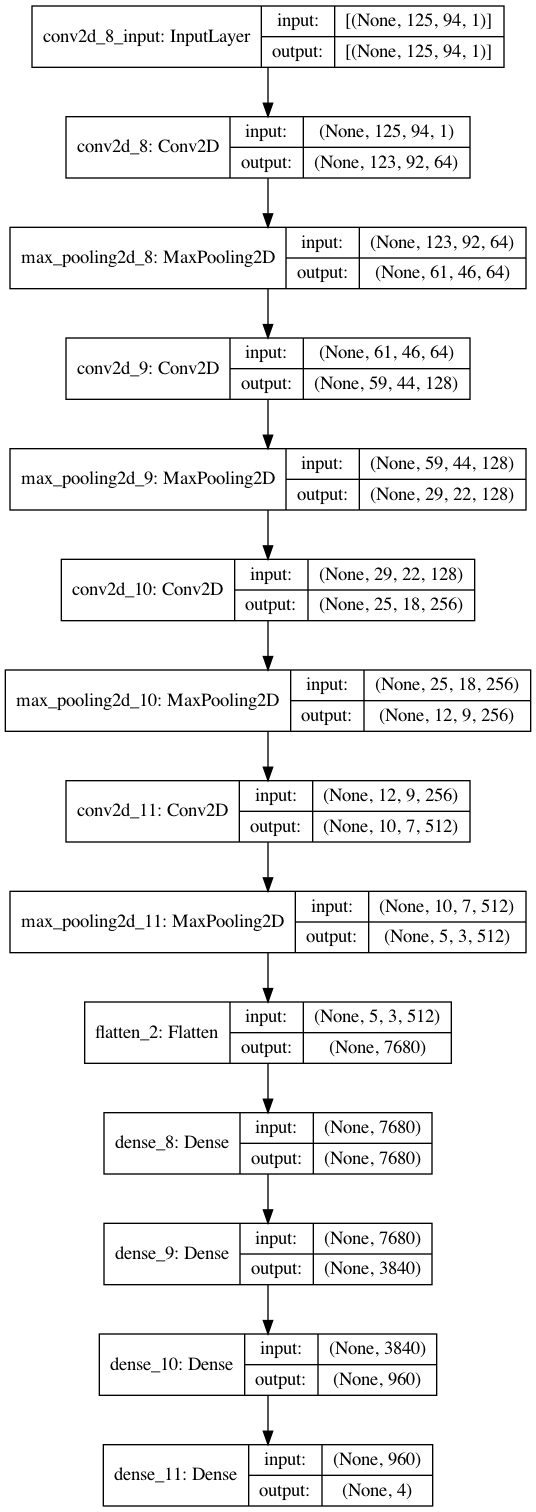 conv2d_8_input: InputLayer input: [(None, 125, 94, 1)]
output: [(None, 125, 94, 1)]
conv2d_8: Conv2D input: (None, 125, 94, 1)
output: (None, 123, 92, 64)
max_pooling2d_8: MaxPooling2D input: (None, 123, 92, 64)
output: (None, 61, 46, 64)
conv2d_9: Conv2D input: (None, 61, 46, 64)
output: (None, 59, 44, 128)
max_pooling2d_9: MaxPooling2D input: (None, 59, 44, 128)
output: (None, 29, 22, 128)
conv2d_10: Conv2D input: (None, 29, 22, 128)
output: (None, 25, 18, 256)
max_pooling2d_10: MaxPooling2D input: (None, 25, 18, 256)
output: (None, 12, 9, 256)
conv2d_11: Conv2D input: (None, 12, 9, 256)
output: (None, 10, 7, 512)
max_pooling2d_11: MaxPooling2D input: (None, 10, 7, 512)
output: (None, 5, 3, 512)
flatten_2: Flatten input: (None, 5, 3, 512)
output: (None, 7680)
dense_8: Dense input: (None, 7680)
output: (None, 7680)
dense_9: Dense input: (None, 7680)
output: (None, 3840)
dense_10: Dense input: (None, 3840)
output: (None, 960)
dense_11: Dense input: (None, 960)
output: (None, 4)